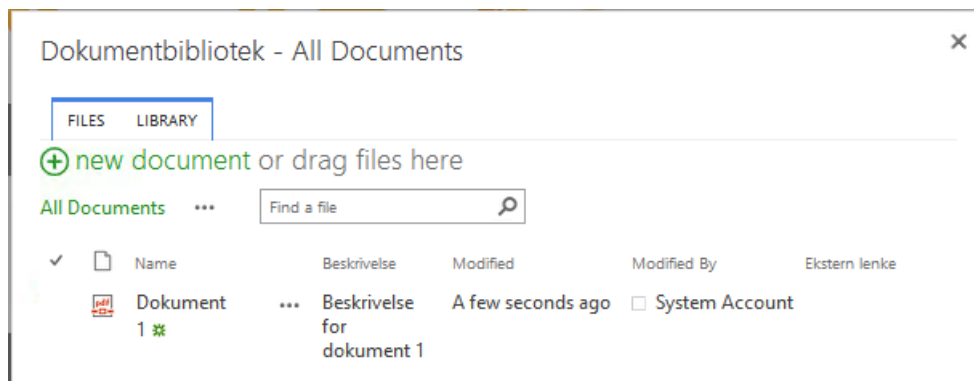 Dokumentbibliotek - All Documents
FILES LIBRARY
new document or drag files here
All Documents ... Find a file
Name Beskrivelse Modified Modified By Ekstern lenke
pdf Dokument ... Beskrivelse A few seconds ago System Account
1 for
dokument 1